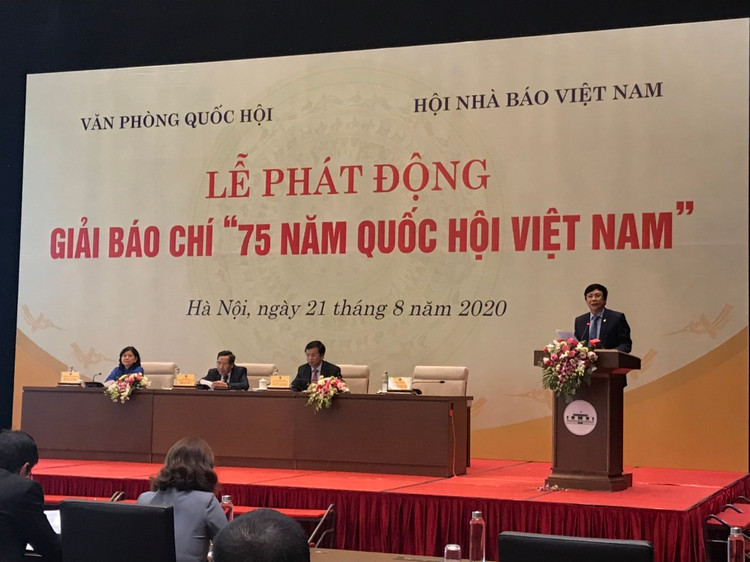 VĂN PHÒNG QUỐC HỘI
HỘI NHÀ BÁO VIỆT NAM
LỄ PHÁT ĐỘNG
GIẢI BÁO CHÍ “75 NĂM QUỐC HỘI VIỆT NAM”
Hà Nội, ngày 21 tháng 8 năm 2020